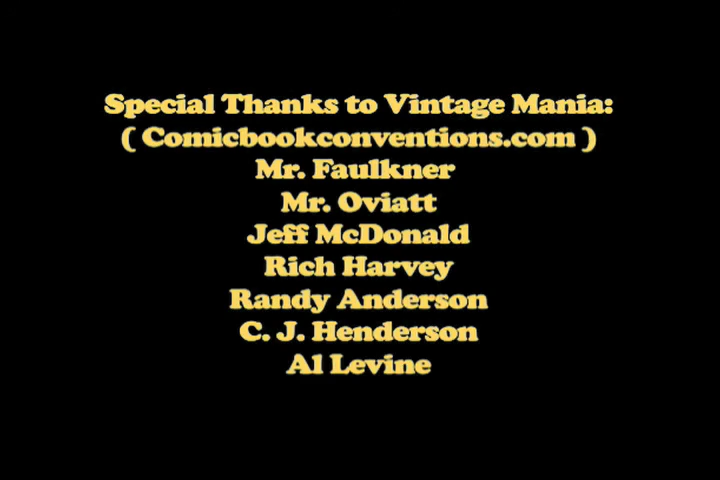 Special Thanks to Vintage Mania:
( Comicbookconventions.com )
Mr. Faulkner
Mr. Oviatt
Jeff McDonald
Rich Harvey
Randy Anderson
C. J. Henderson
Al Levine